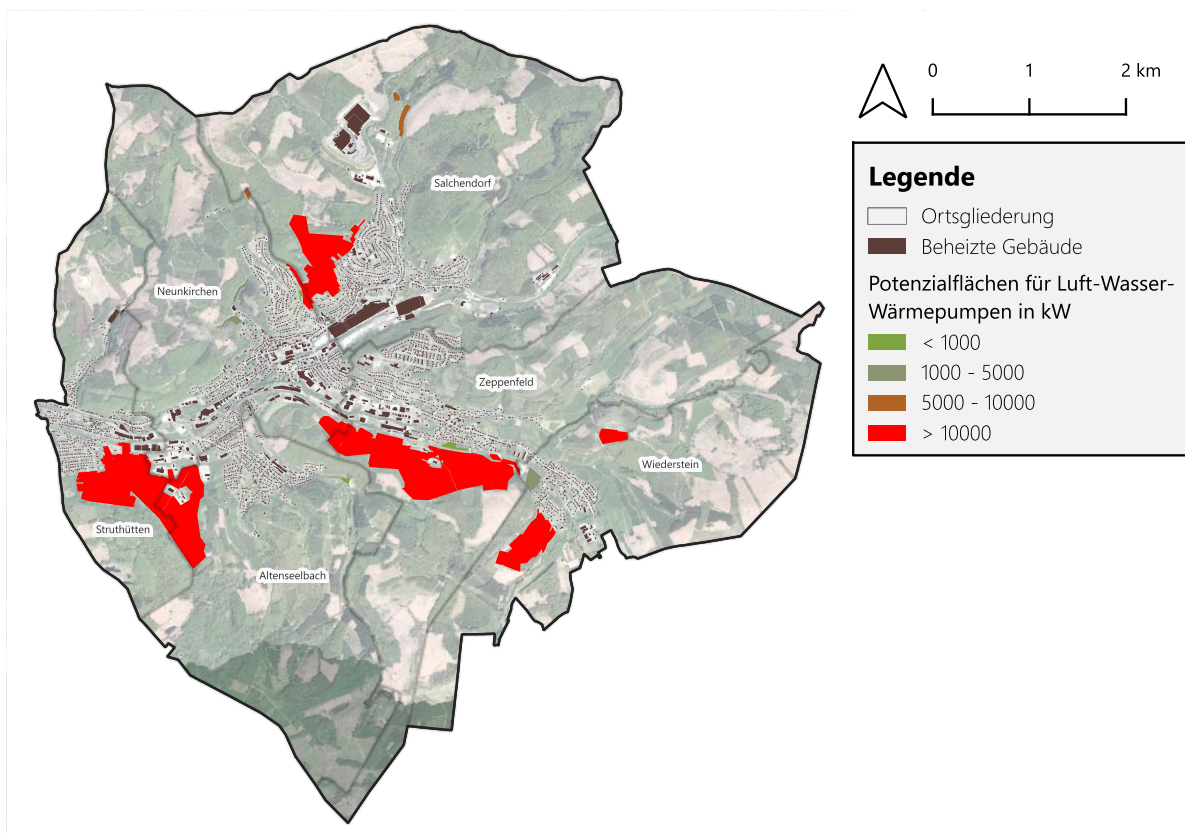 0 1 2 km
Salchendorf
Neunkirchen
Zeppenfeld
Wiederstein
Struthütten
Altenseelbach
Legende
Ortsgliederung
Beheizte Gebäude
Potenzialflächen für Luft-Wasser-
Wärmepumpen in kW
< 1000
1000 - 5000
5000 - 10000
> 10000